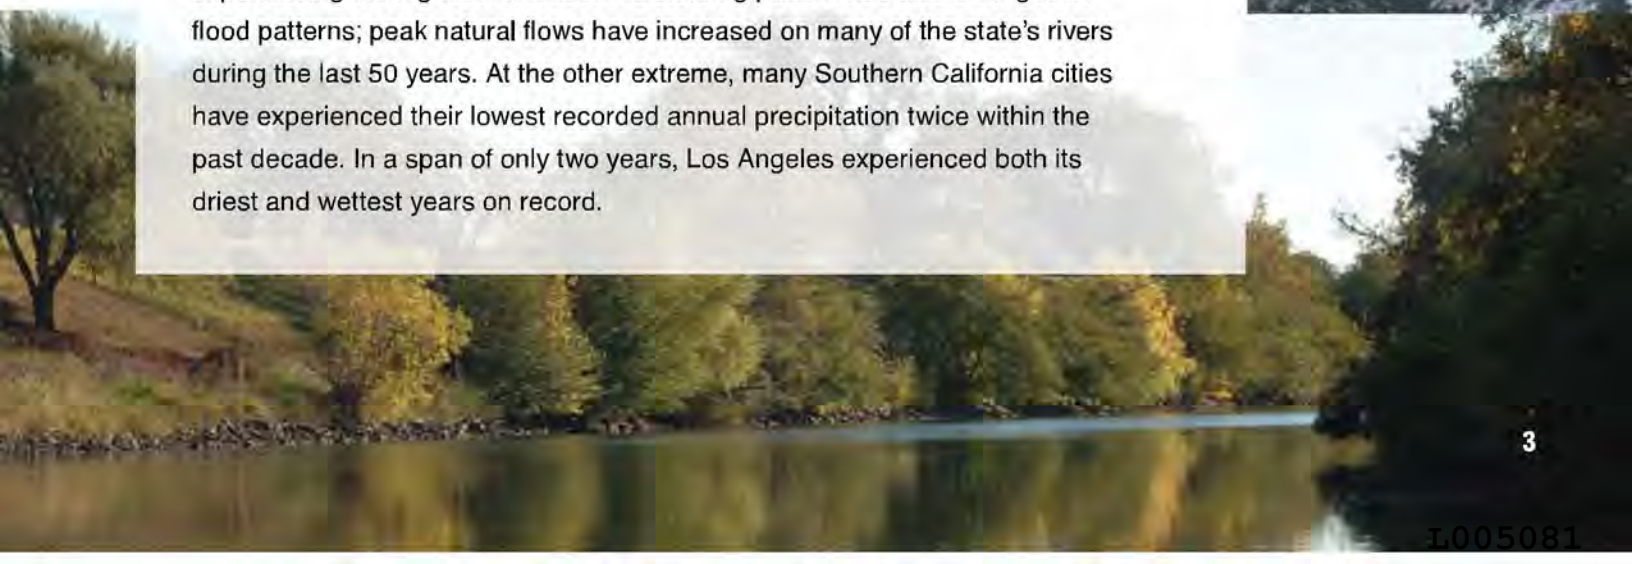 flood patterns; peak natural flows have increased on many of the state's rivers
during the last 50 years. At the other extreme, many Southern California cities
have experienced their lowest recorded annual precipitation twice within the
past decade. In a span of only two years, Los Angeles experienced both its
driest and wettest years on record.
3
L005081